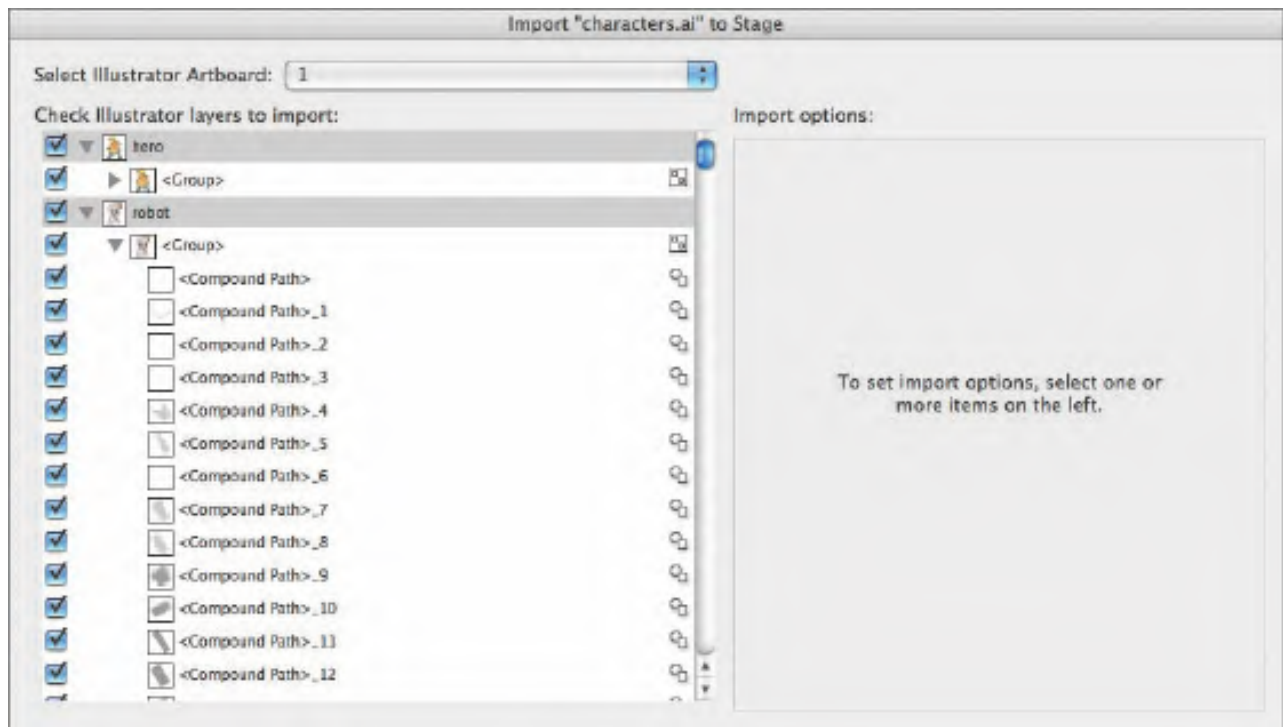 Import "characters.ai" to Stage
Select Illustrator Artboard: 1
Check Illustrator layers to import:
Import options:
hero
<Group>
robot
<Group>
<Compound Path>
<Compound Path>_1
<Compound Path>_2
<Compound Path>_3
<Compound Path>_4
<Compound Path>_5
<Compound Path>_6
<Compound Path>_7
<Compound Path>_8
<Compound Path>_9
<Compound Path>_10
<Compound Path>_11
<Compound Path>_12
To set import options, select one or
more items on the left.